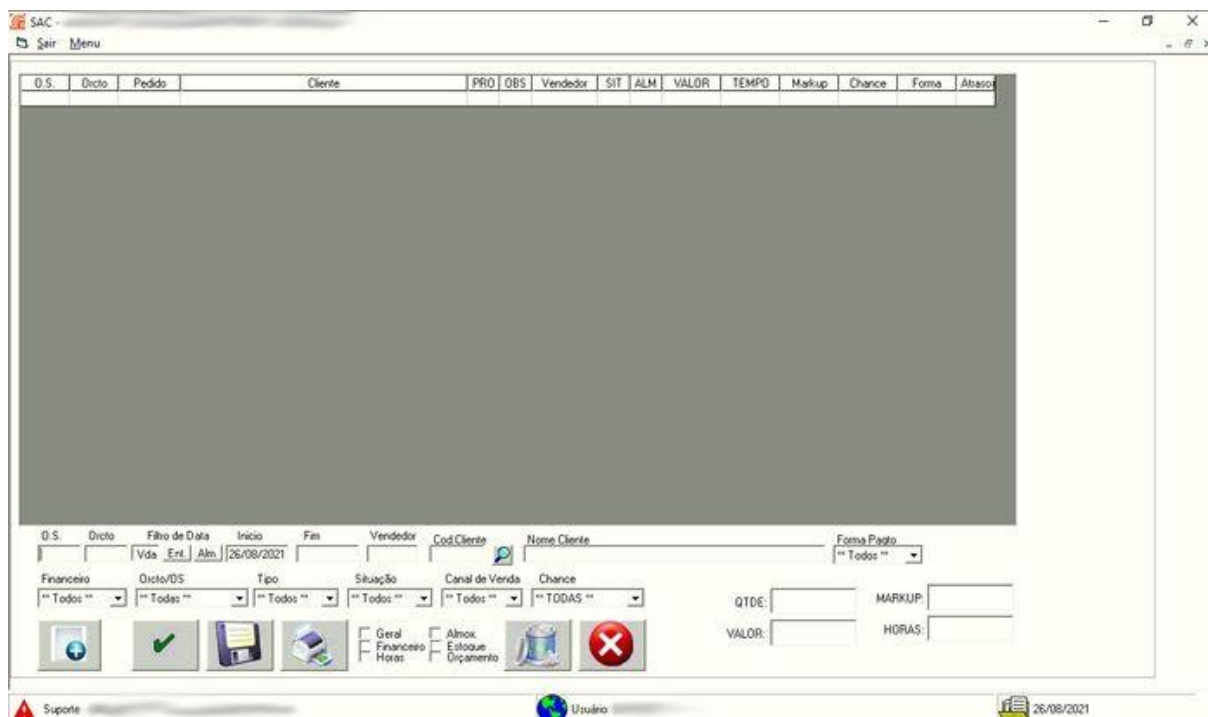 SAC -
Sair Menu
O.S. Orcto Pedido Cliente PRO OBS Vendedor SIT ALM VALOR TEMPO Markup Chance Forma Atrasor
O.S. Orcto Filtro de Data Inicio Fim Vendedor Cod.Cliente Nome Cliente Forma Pagto
Vda Ent. Alm. 26/08/2021 ** Todos **
Financeiro Orcto/OS Tipo Situação Canal de Venda Chance
** Todos ** ** Todas ** ** Todos ** ** Todos ** ** Todos ** ** TODAS **
QTDE: MARKUP:
VALOR: HORAS:
Geral Almox.
Financeiro Estoque
Horas Orçamento
Suporte Usuário 26/08/2021